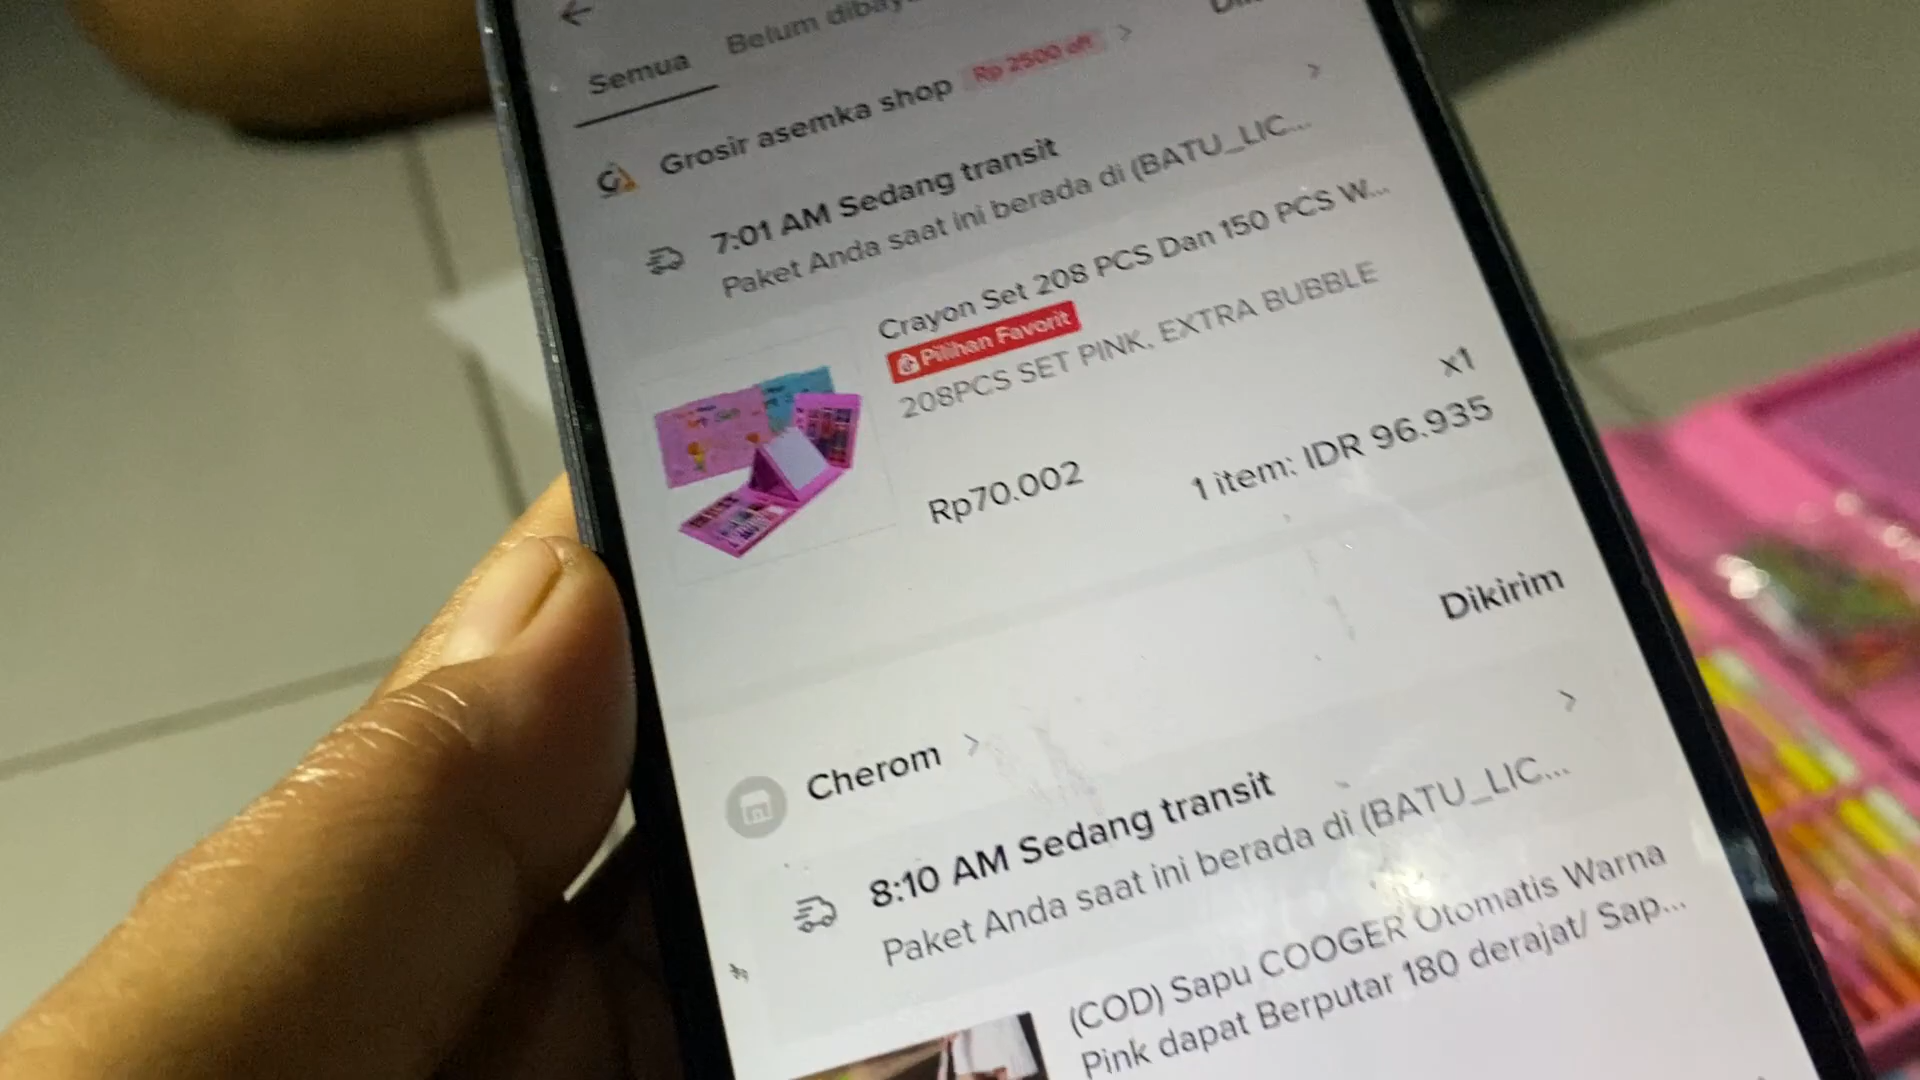 Semua
Grosir asemka shop Rp 2500 off
7:01 AM Sedang transit
Paket Anda saat ini berada di (BATU_LIC...
Crayon Set 208 PCS Dan 150 PCS W...
Pilihan Favorit
208PCS SET PINK, EXTRA BUBBLE
x1
Rp70.002
1 item: IDR 96.935
Dikirim
Cherom
8:10 AM Sedang transit
Paket Anda saat ini berada di (BATU_LIC...
(COD) Sapu COOGER Otomatis Warna
Pink dapat Berputar 180 derajat/ Sap...